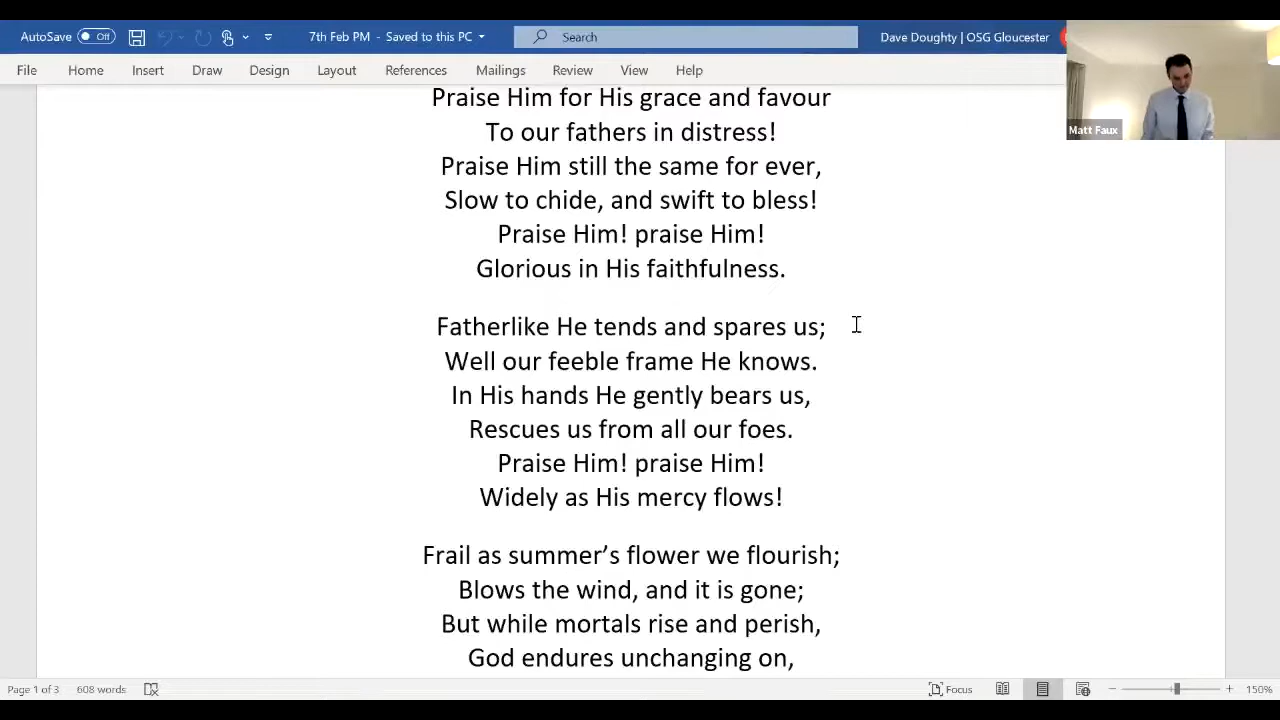 AutoSave Off 7th Feb PM - Saved to this PC Search Dave Doughty | OSG Gloucester
File Home Insert Draw Design Layout References Mailings Review View Help
Matt Faux
Praise Him for His grace and favour
To our fathers in distress!
Praise Him still the same for ever,
Slow to chide, and swift to bless!
Praise Him! praise Him!
Glorious in His faithfulness.
Fatherlike He tends and spares us;
Well our feeble frame He knows.
In His hands He gently bears us,
Rescues us from all our foes.
Praise Him! praise Him!
Widely as His mercy flows!
Frail as summer’s flower we flourish;
Blows the wind, and it is gone;
But while mortals rise and perish,
God endures unchanging on,
Page 1 of 3 608 words Focus 150%